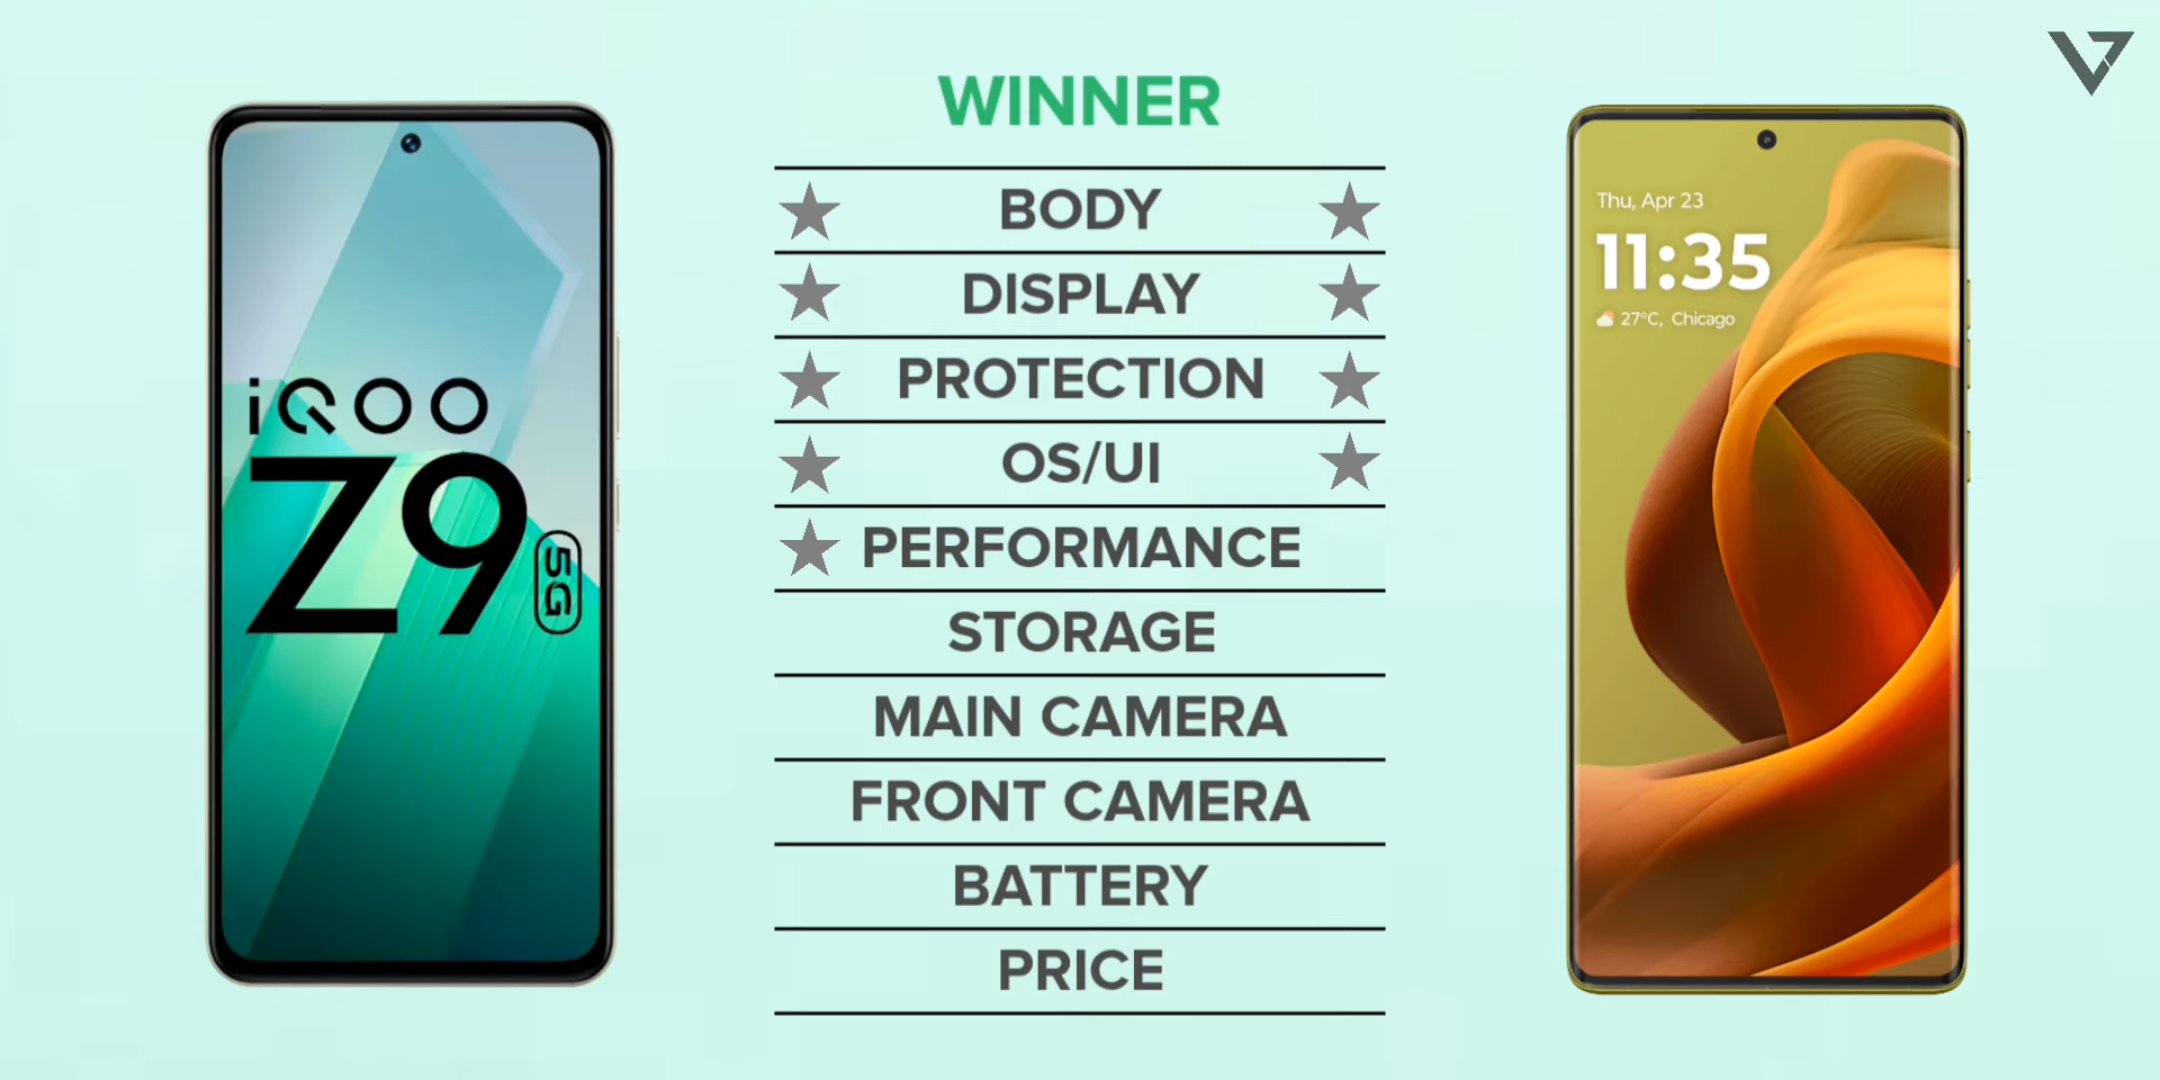 WINNER
BODY
DISPLAY
PROTECTION
OS/UI
PERFORMANCE
STORAGE
MAIN CAMERA
FRONT CAMERA
BATTERY
PRICE
iQOO
Z9
5G
Thu, Apr 23
11:35
27°C, Chicago